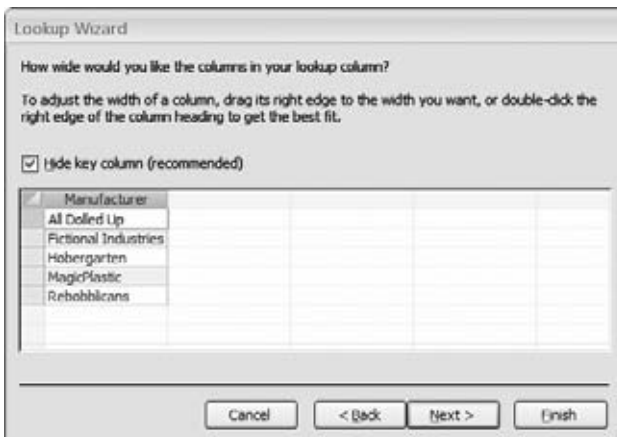 Lookup Wizard
How wide would you like the columns in your lookup column?
To adjust the width of a column, drag its right edge to the width you want, or double-click the
right edge of the column heading to get the best fit.
Hide key column (recommended)
Manufacturer
All Dolled Up
Fictional Industries
Hobergarten
MagicPlastic
Rebobblicans
Cancel
< Back
Next >
Finish